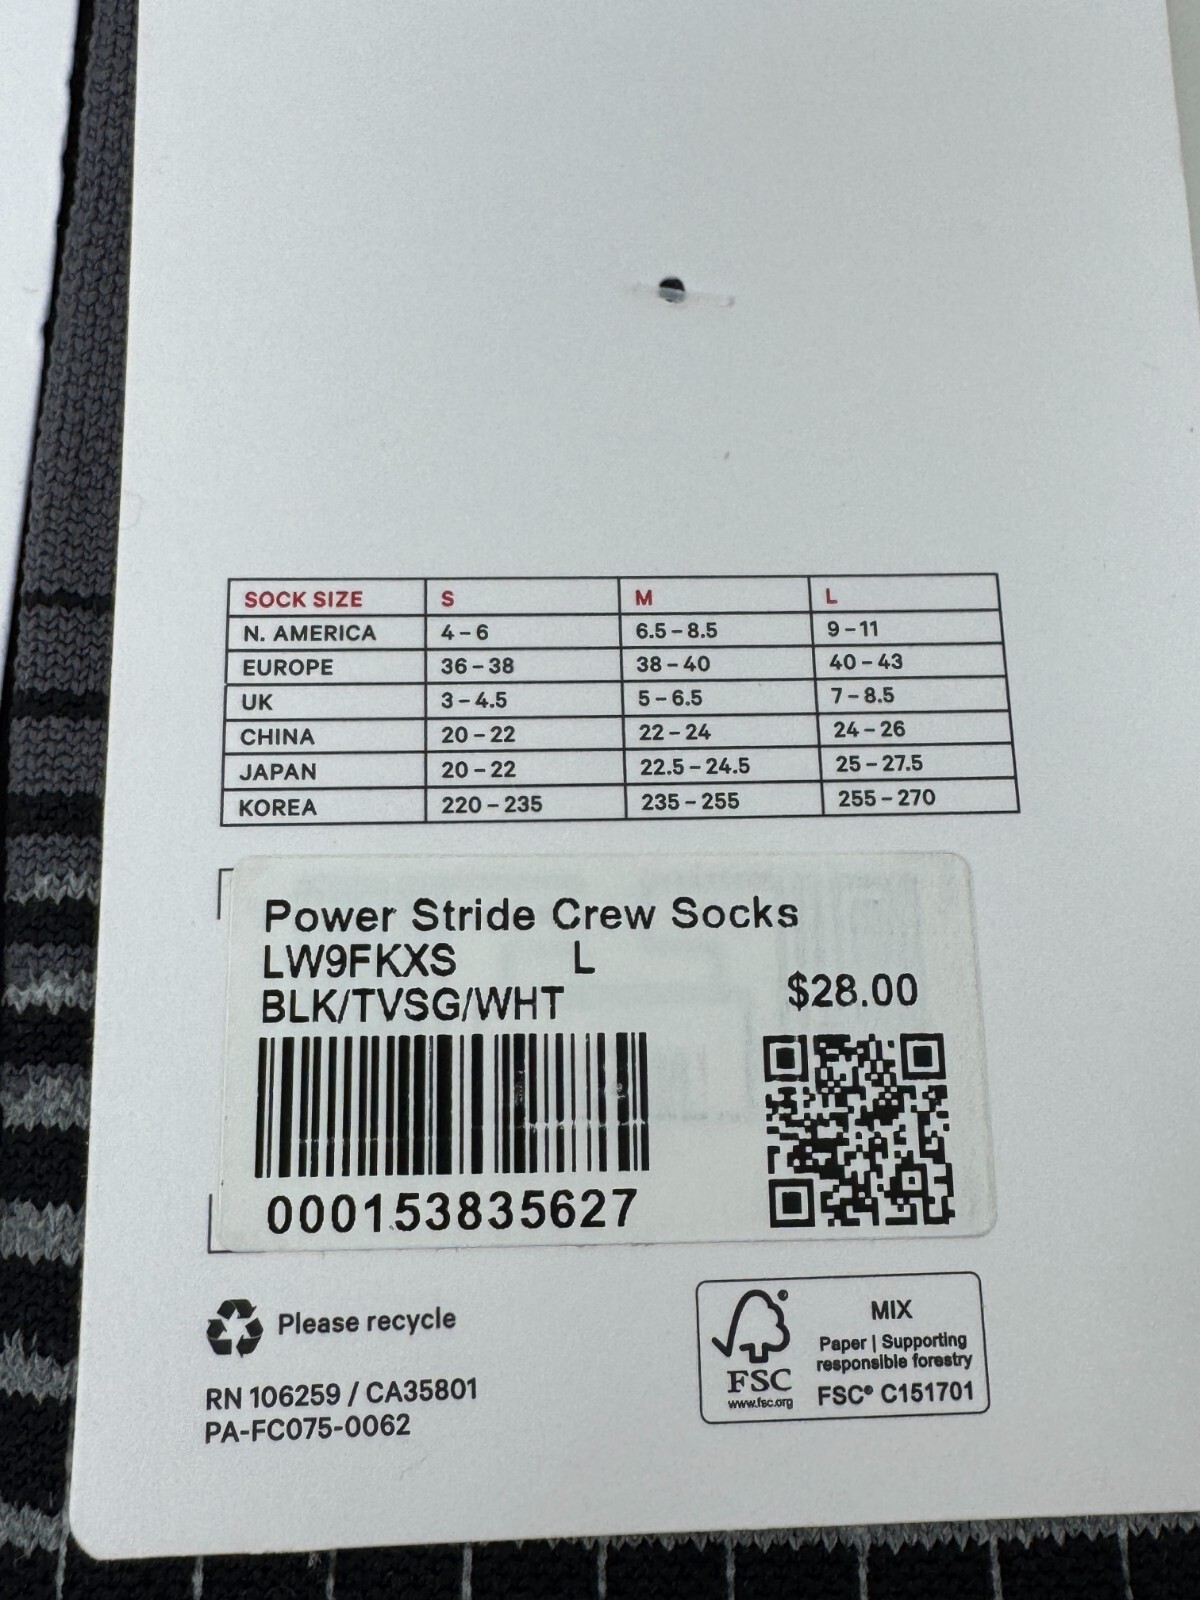 SOCK SIZE S M L
N. AMERICA 4 – 6 6.5 – 8.5 9 – 11
EUROPE 36 – 38 38 – 40 40 – 43
UK 3 – 4.5 5 – 6.5 7 – 8.5
CHINA 20 – 22 22 – 24 24 – 26
JAPAN 20 – 22 22.5 – 24.5 25 – 27.5
KOREA 220 – 235 235 – 255 255 – 270
Power Stride Crew Socks
LW9FKXS L
BLK/TVSG/WHT $28.00
000153835627
Please recycle
RN 106259 / CA35801
PA-FC075-0062
FSC
www.fsc.org
MIX
Paper | Supporting
responsible forestry
FSC® C151701